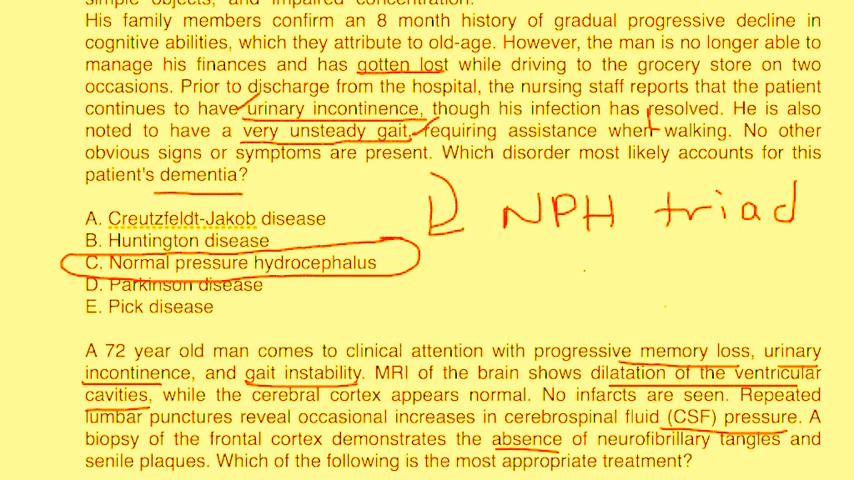 simple objects, and impaired concentration.
His family members confirm an 8 month history of gradual progressive decline in
cognitive abilities, which they attribute to old-age. However, the man is no longer able to
manage his finances and has gotten lost while driving to the grocery store on two
occasions. Prior to discharge from the hospital, the nursing staff reports that the patient
continues to have urinary incontinence, though his infection has resolved. He is also
noted to have a very unsteady gait, requiring assistance when walking. No other
obvious signs or symptoms are present. Which disorder most likely accounts for this
patient's dementia?
A. Creutzfeldt-Jakob disease
NPH triad
B. Huntington disease
C. Normal pressure hydrocephalus
D. Parkinson disease
E. Pick disease
A 72 year old man comes to clinical attention with progressive memory loss, urinary
incontinence, and gait instability. MRI of the brain shows dilatation of the ventricular
cavities, while the cerebral cortex appears normal. No infarcts are seen. Repeated
lumbar punctures reveal occasional increases in cerebrospinal fluid (CSF) pressure. A
biopsy of the frontal cortex demonstrates the absence of neurofibrillary tangles and
senile plaques. Which of the following is the most appropriate treatment?